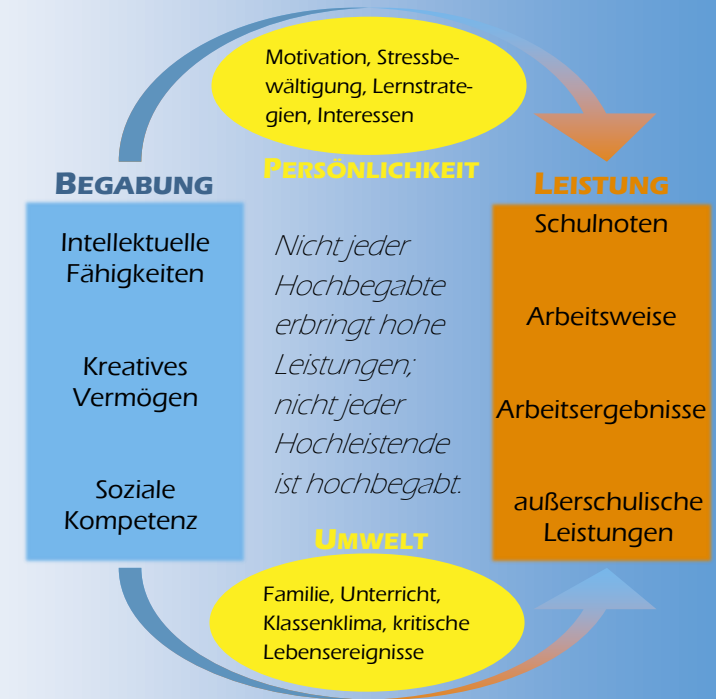 Motivation, Stressbe-
wältigung, Lernstrate-
gien, Interessen
PERSÖNLICHKEIT
BEGABUNG
Intellektuelle
Fähigkeiten
Kreatives
Vermögen
Soziale
Kompetenz
Nicht jeder
Hochbegabte
erbringt hohe
Leistungen;
nicht jeder
Hochleistende
ist hochbegabt.
LEISTUNG
Schulnoten
Arbeitsweise
Arbeitsergebnisse
außerschulische
Leistungen
UMWELT
Familie, Unterricht,
Klassenklima, kritische
Lebensereignisse